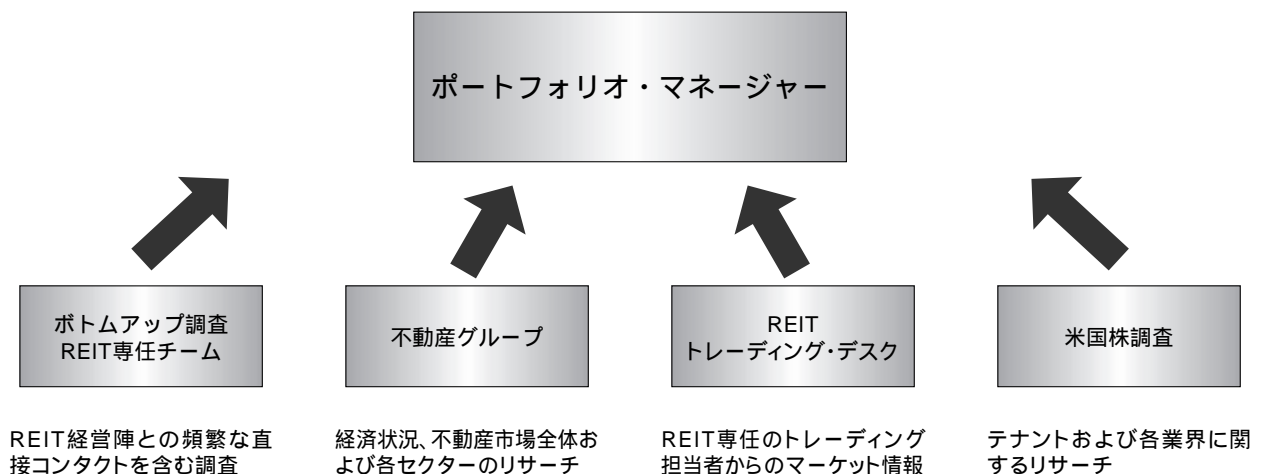 ポートフォリオ・マネージャー
ボトムアップ調査
REIT専任チーム
不動産グループ
REIT
トレーディング・デスク
米国株調査
REIT経営陣との頻繁な直
接コンタクトを含む調査
経済状況、不動産市場全体お
よび各セクターのリサーチ
REIT専任のトレーディング
担当者からのマーケット情報
テナントおよび各業界に関
するリサーチ